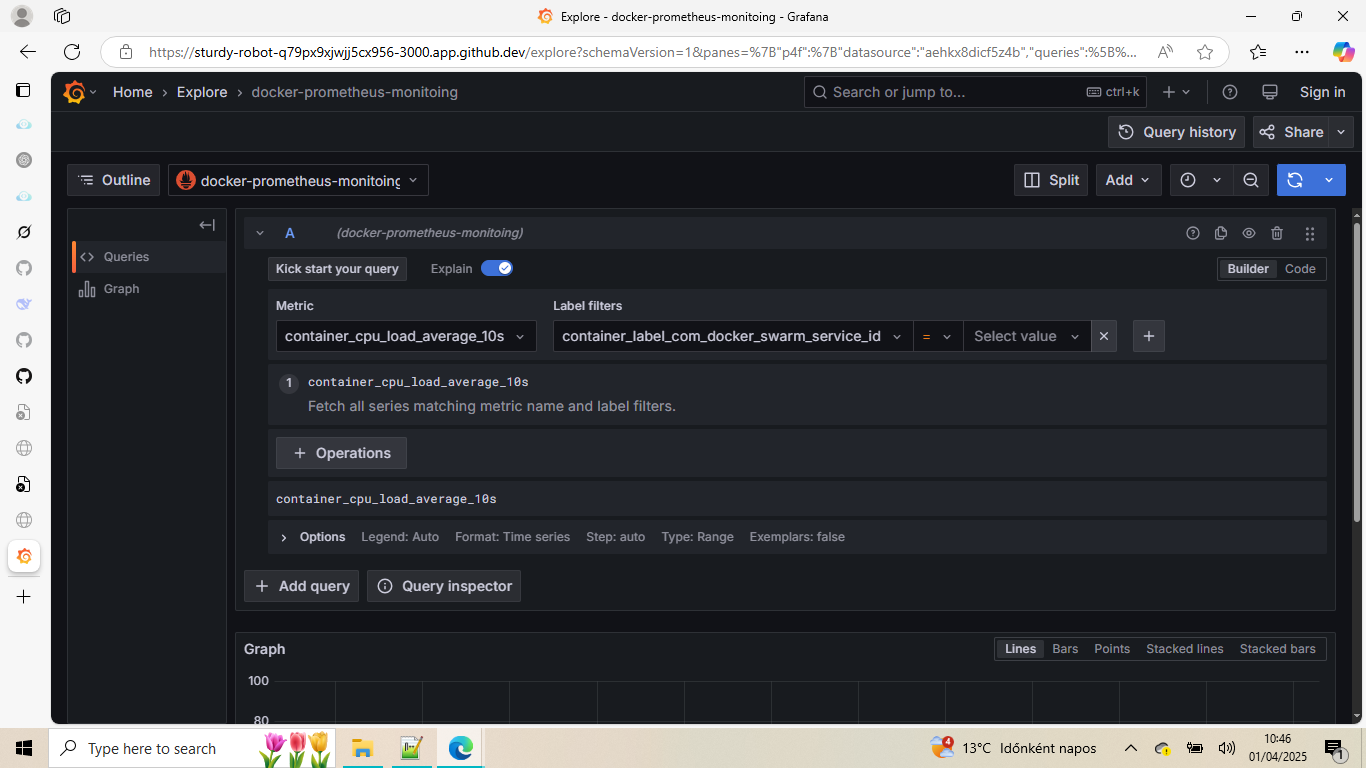 Explore - docker-prometheus-monitoing - Grafana
https://sturdy-robot-q79px9xjwjj5cx956-3000.app.github.dev/explore?schemaVersion=1&panes=%7B"p4f":%7B"datasource":"aehkx8dicf5z4b","queries":%5B%...
Home › Explore › docker-prometheus-monitoing
Search or jump to... ctrl+k
Sign in
Query history
Share
Outline
docker-prometheus-monitoing
Split
Add
Queries
Graph
A (docker-prometheus-monitoing)
Kick start your query
Explain
Builder
Code
Metric
Label filters
container_cpu_load_average_10s
container_label_com_docker_swarm_service_id
=
Select value
1 container_cpu_load_average_10s
Fetch all series matching metric name and label filters.
+ Operations
container_cpu_load_average_10s
Options Legend: Auto Format: Time series Step: auto Type: Range Exemplars: false
+ Add query
Query inspector
Graph
Lines Bars Points Stacked lines Stacked bars
100
80
Type here to search
4
13°C Időnként napos
10:46
01/04/2025
1